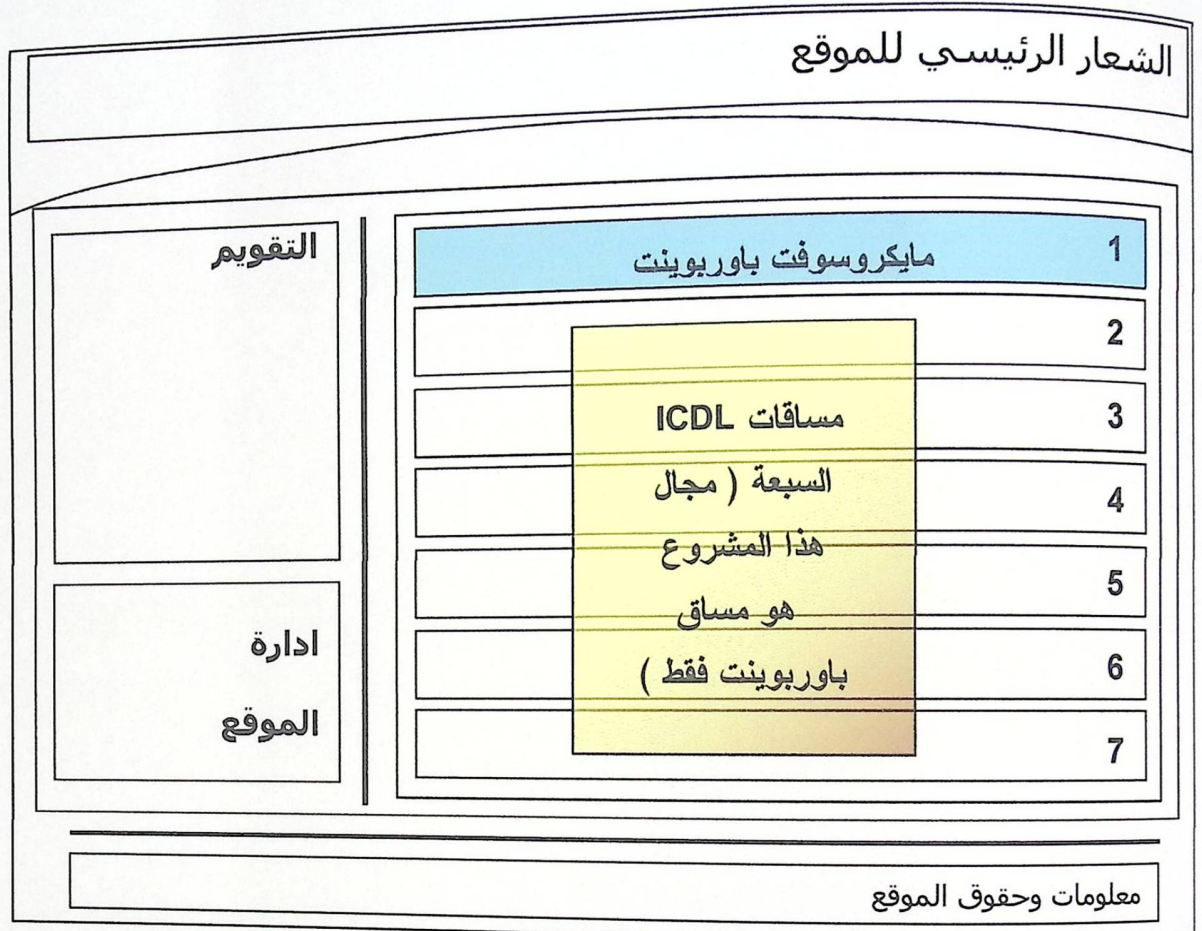 الشعار الرئيسي للموقع
1 مايكروسوفت باوربوينت
2
3
4
5
6
7
مساقات ICDL
السبعة ( مجال
هذا المشروع
هو مساق
باوربوينت فقط )
التقويم
ادارة
الموقع
معلومات وحقوق الموقع